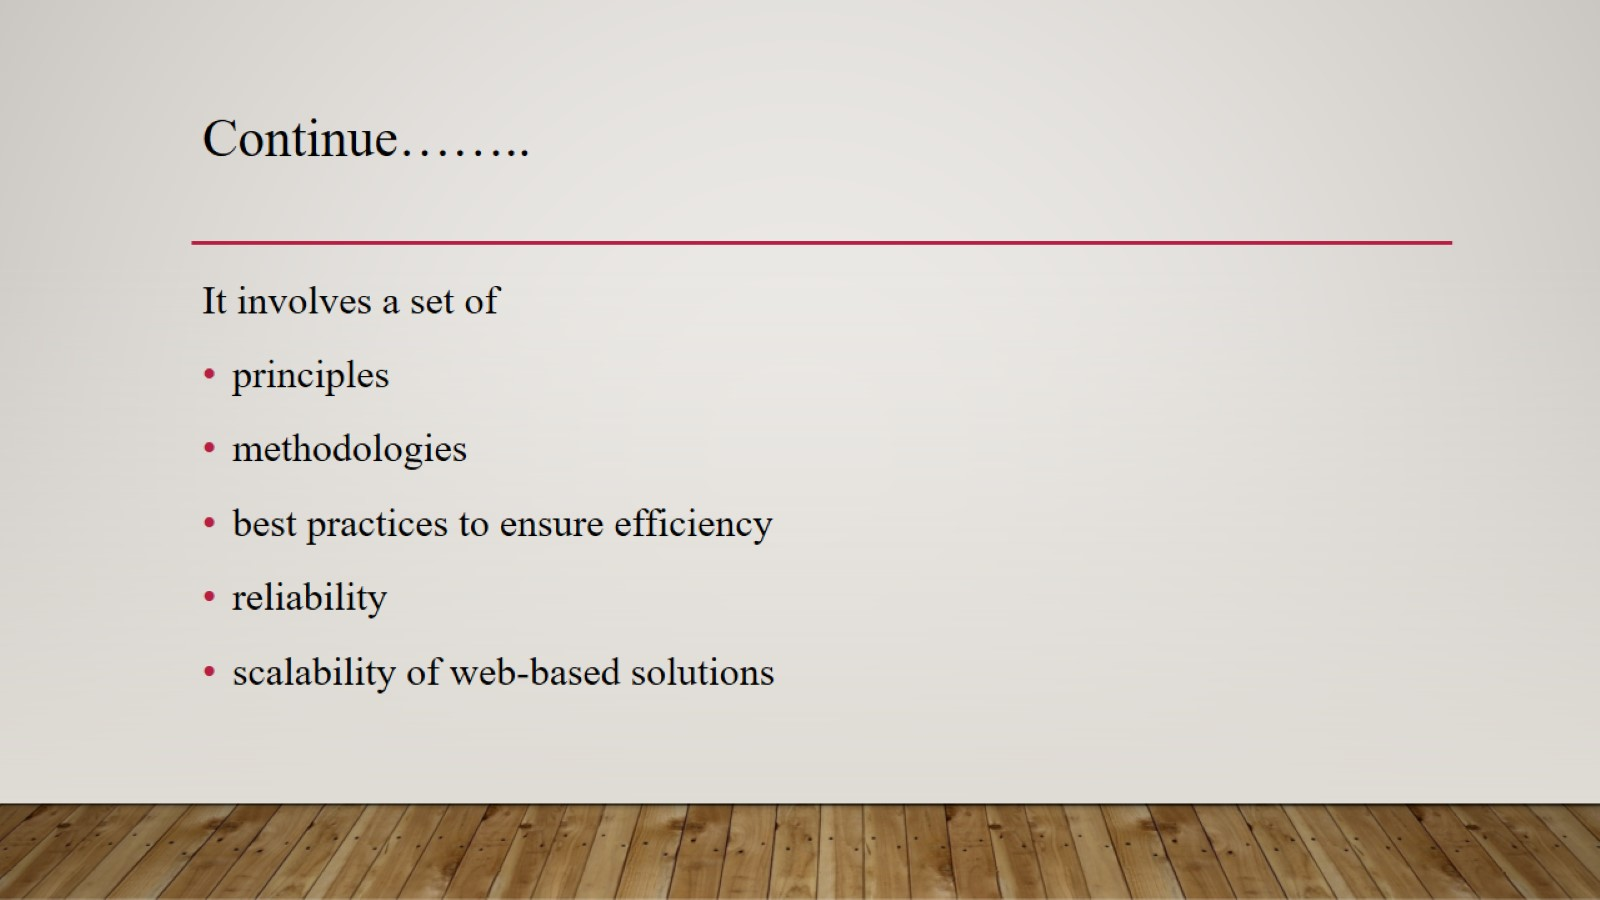 Continue……..
It involves a set of
• principles
• methodologies
• best practices to ensure efficiency
• reliability
• scalability of web-based solutions